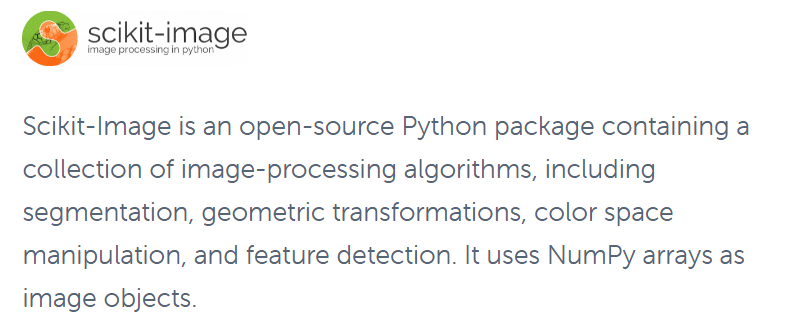 scikit-image
image processing in python
Scikit-Image is an open-source Python package containing a
collection of image-processing algorithms, including
segmentation, geometric transformations, color space
manipulation, and feature detection. It uses NumPy arrays as
image objects.